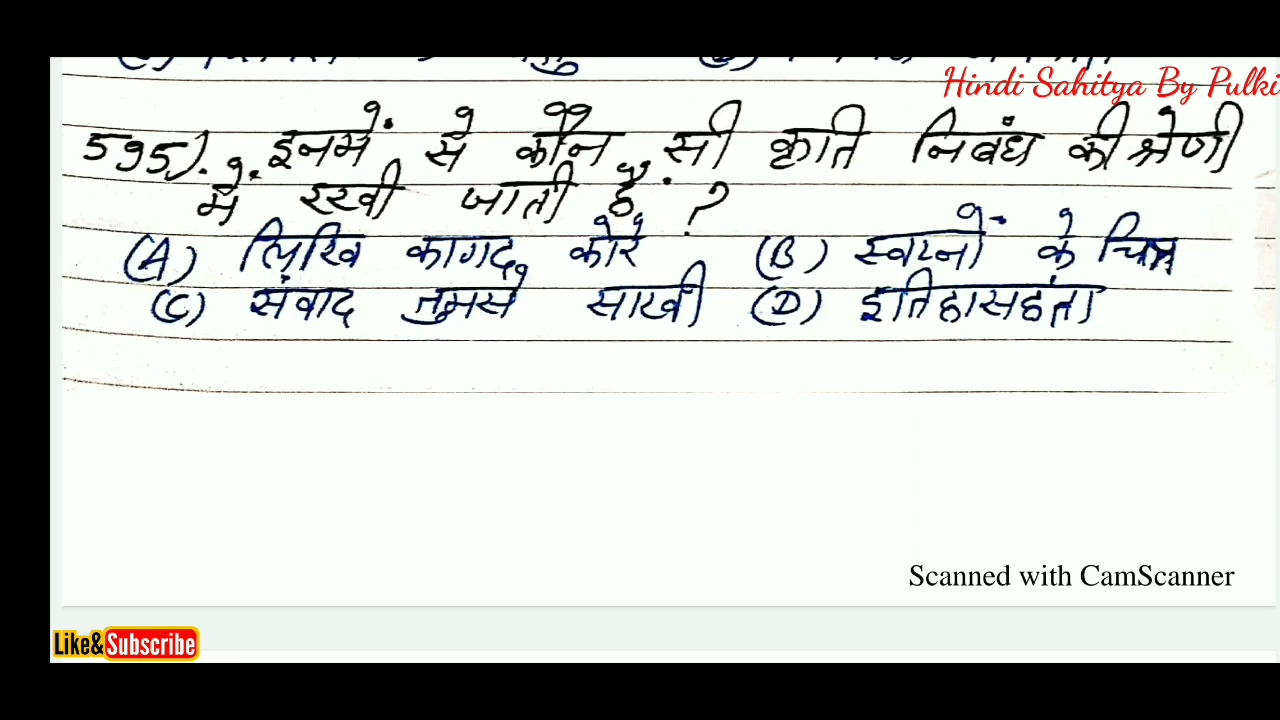 Hindi Sahitya By Pulki
595). इनमें से कौन सी कृति निबंध की श्रेणी
में रखी जाती है ?
(A) लिखि कागद कोरे (B) स्वप्नों के चित्र
(C) संवाद तुमसे साखी (D) इतिहासहंता
Scanned with CamScanner
Like& Subscribe